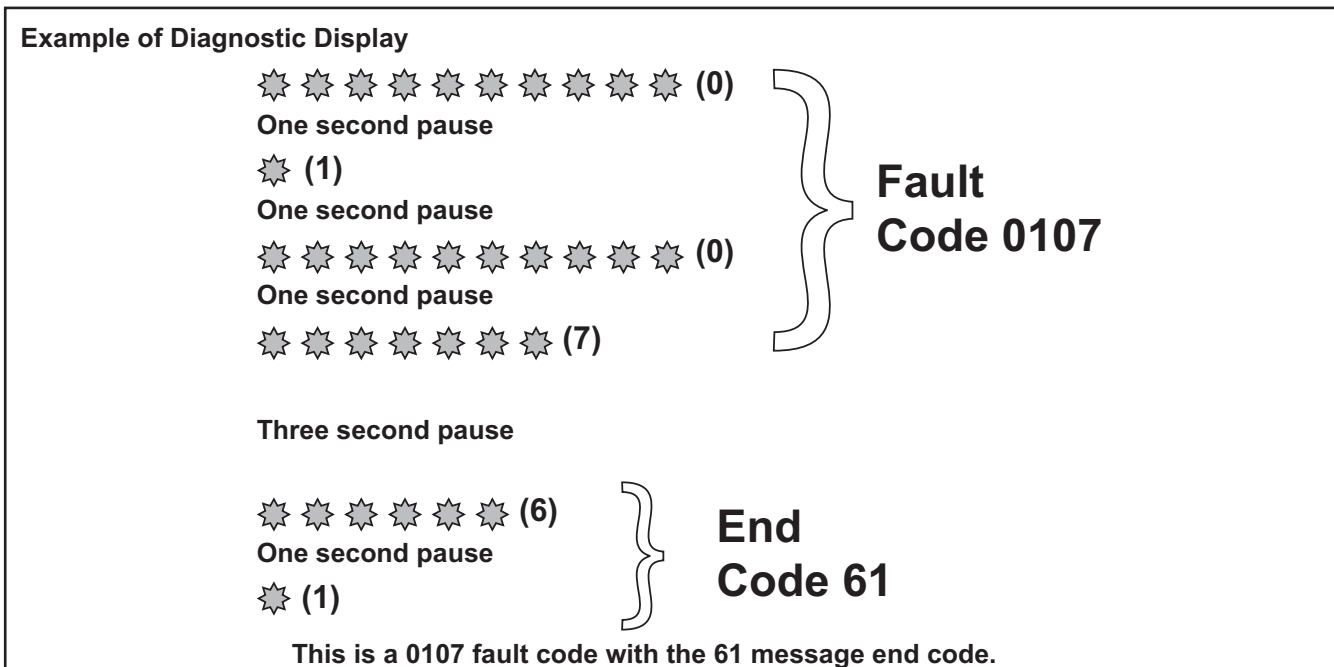 Example of Diagnostic Display
(0)
One second pause
(1)
One second pause
(0)
One second pause
(7)
Fault
Code 0107
Three second pause
(6)
One second pause
(1)
End
Code 61
This is a 0107 fault code with the 61 message end code.